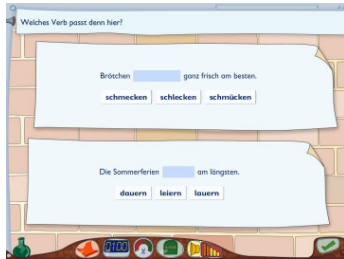 Welches Verb passt denn hier?
Brötchen ganz frisch am besten.
schmecken schlecken schmücken
Die Sommerferien am längsten.
dauern leiern lauern